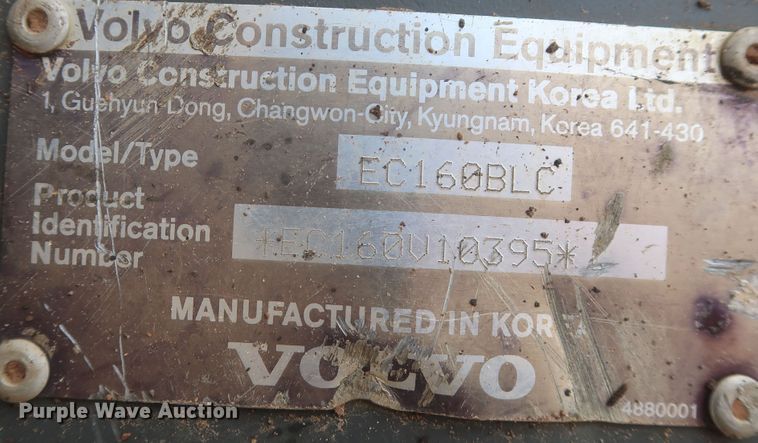 Volvo Construction Equipment
Volvo Construction Equipment Korea Ltd.
1, Guehyun-Dong, Changwon-City, Kyungnam, Korea 641-430
Model/Type EC160BLC
Product
Identification
Number *EC160V10395*
MANUFACTURED IN KOREA
VOLVO
4880001
Purple Wave Auction